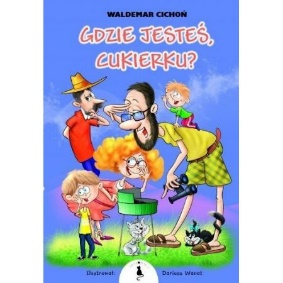 WALDEMAR CICHOŃ
GDZIE JESTEŚ,
CUKIERKU?
Ilustrował: Dariusz Wanat